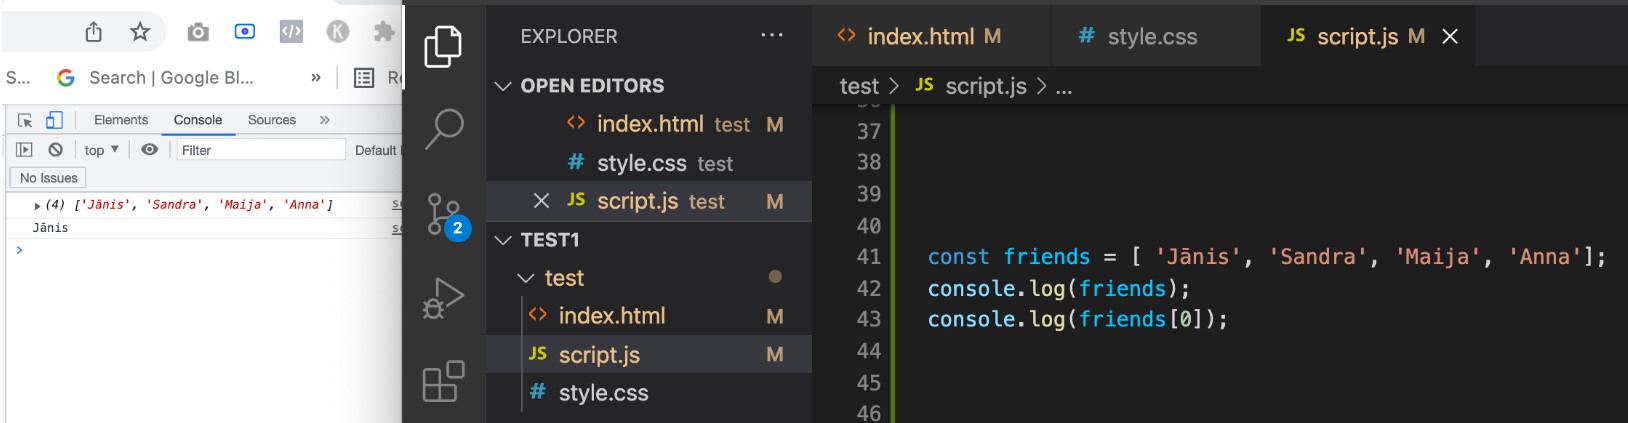 S... Search | Google Bl... »
Elements Console Sources »
top ▼ Filter Default
No Issues
▶ (4) ['Jānis', 'Sandra', 'Maija', 'Anna']
Jānis
>
EXPLORER ...
OPEN EDITORS
<> index.html test M
# style.css test
JS script.js test M
2
TEST1
test
<> index.html M
JS script.js M
# style.css
<> index.html M # style.css JS script.js M
test > JS script.js > ...
37
38
39
40
41 const friends = [ 'Jānis', 'Sandra', 'Maija', 'Anna'];
42 console.log(friends);
43 console.log(friends[0]);
44
45
46